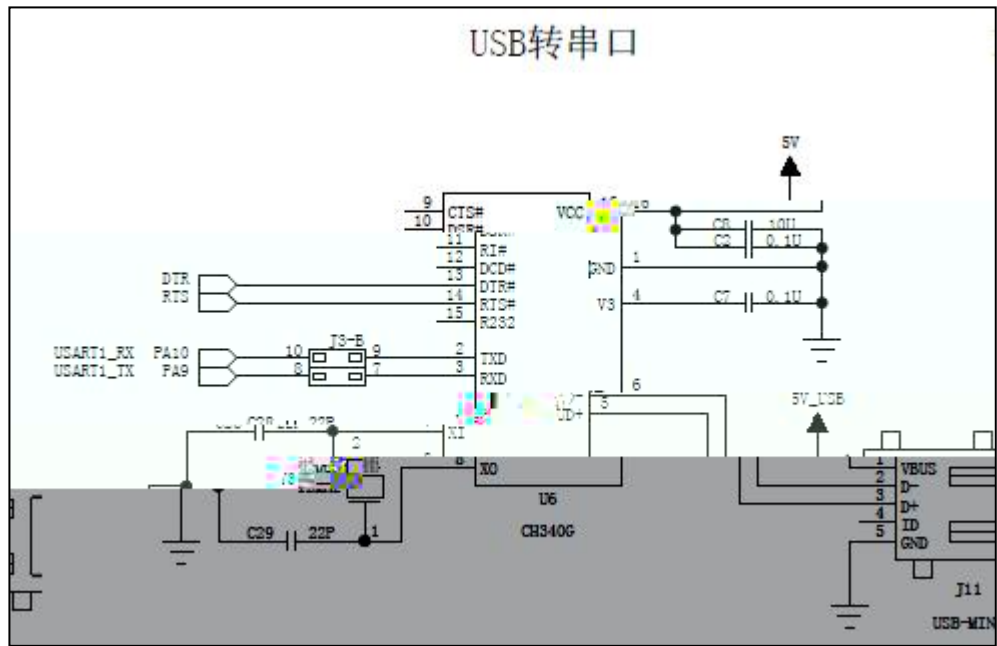 USB转串口
5V
9 CTS# VCC
10 DSR#
11 RI# C2 0.1U
12 DCD# GND 1
DTR 13 DTR#
RTS 14 RTS# V3 4 C7 0.1U
15 R232
J3-B
USART1_RX PA10 10 9 2 TXD
USART1_TX PA9 8 7 3 RXD
6
UD+ 5 5V_USB
XI
2
8 XO 1 VBUS
2 D-
U6 3 D+
4 ID
C29 22P 1 CH340G 5 GND
J11
USB-MIN